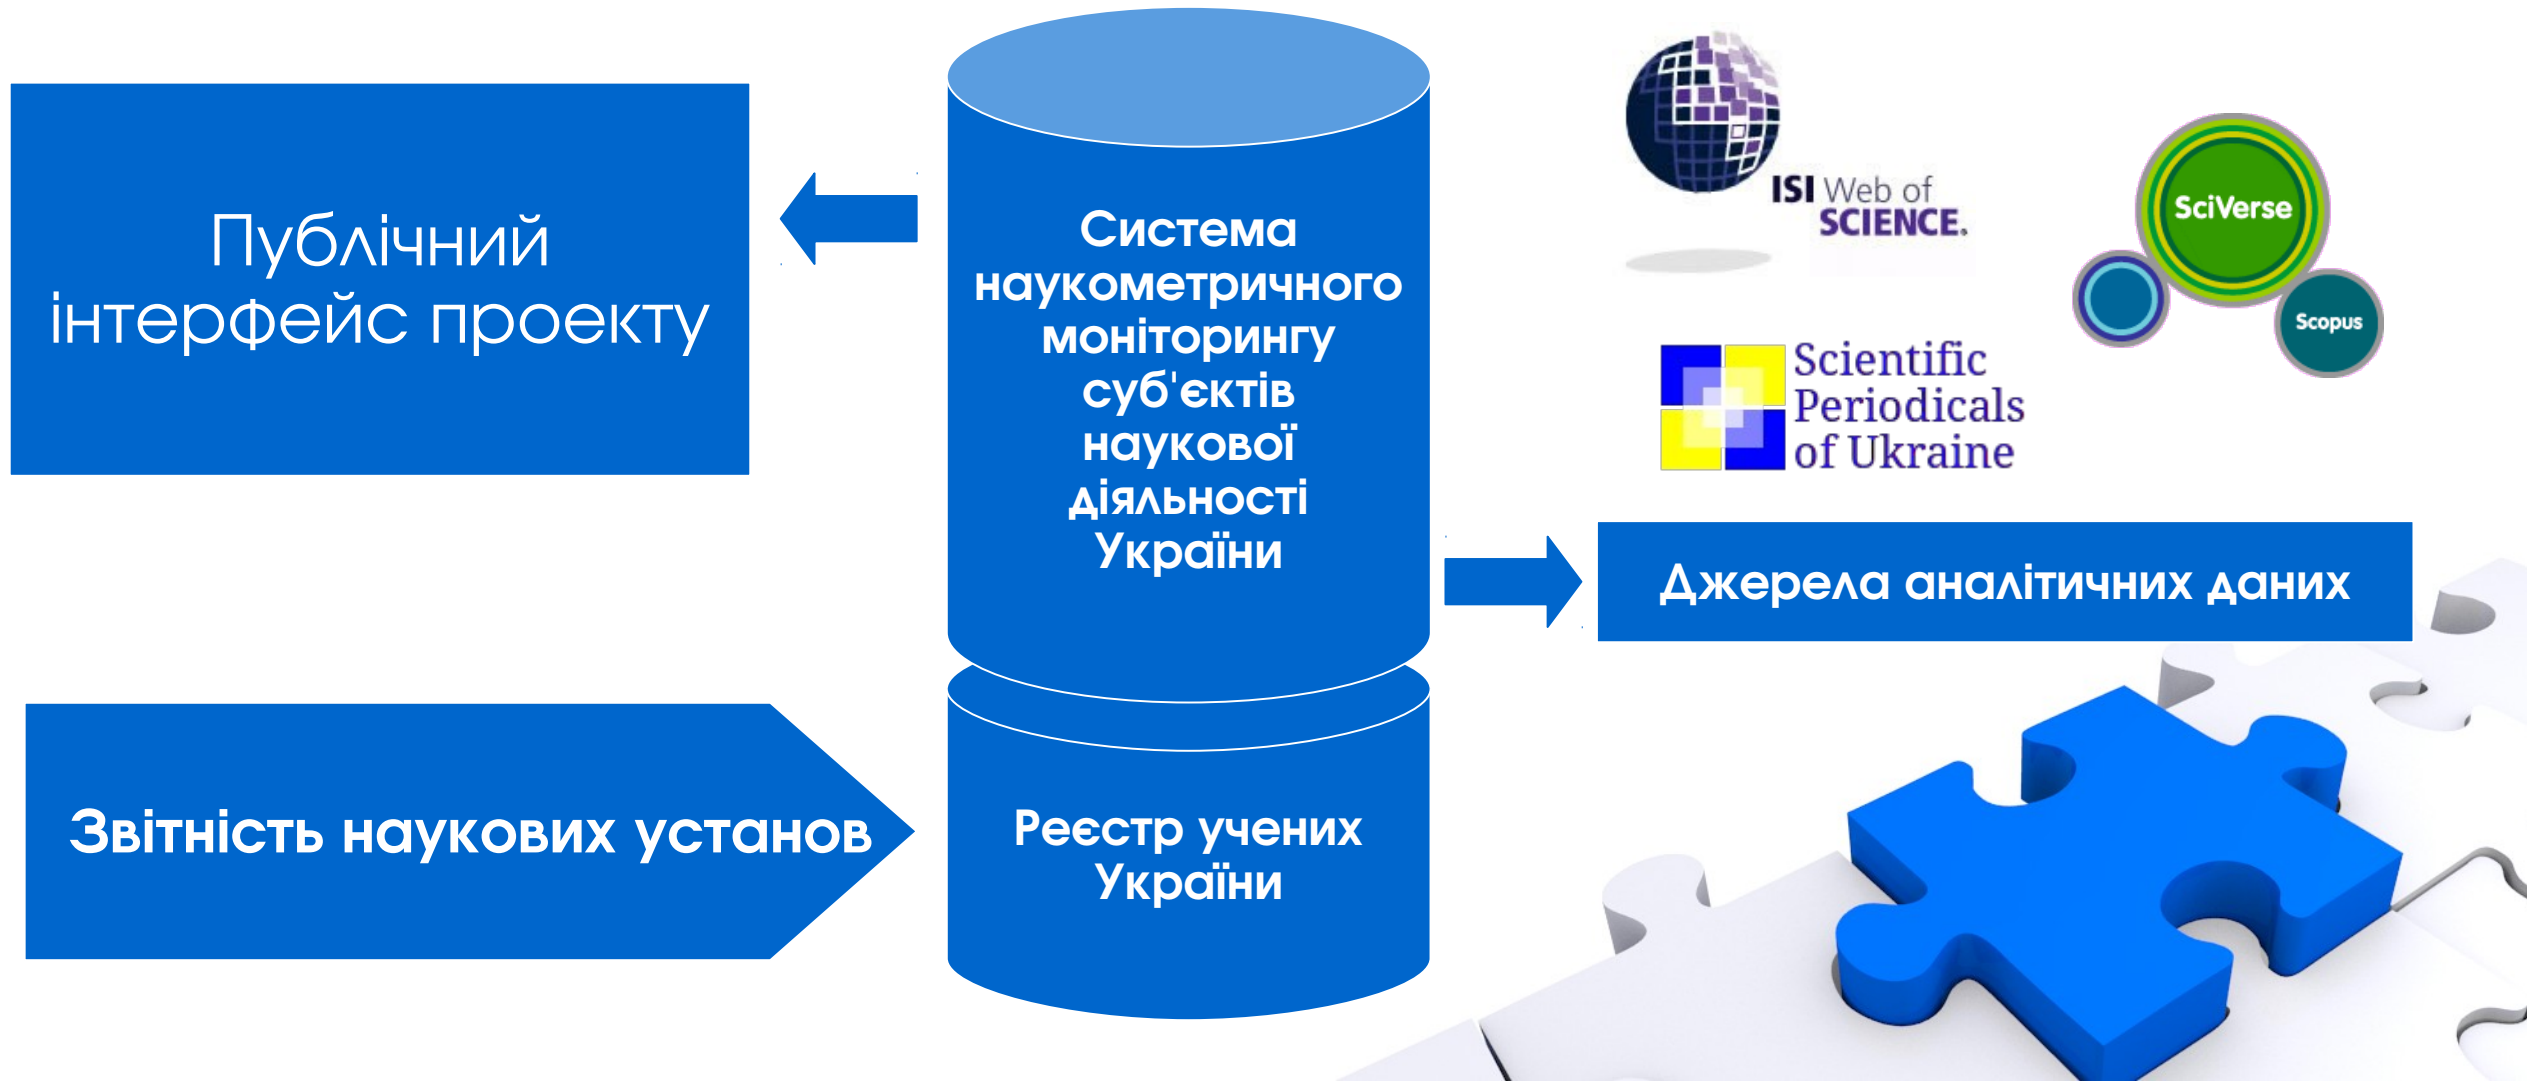 Публічний
інтерфейс проекту
Система
наукометричного
моніторингу
суб'єктів
наукової
діяльності
України
ISI Web of
SCIENCE.
SciVerse
Scopus
Scientific
Periodicals
of Ukraine
Джерела аналітичних даних
Звітність наукових установ
Реєстр учених
України